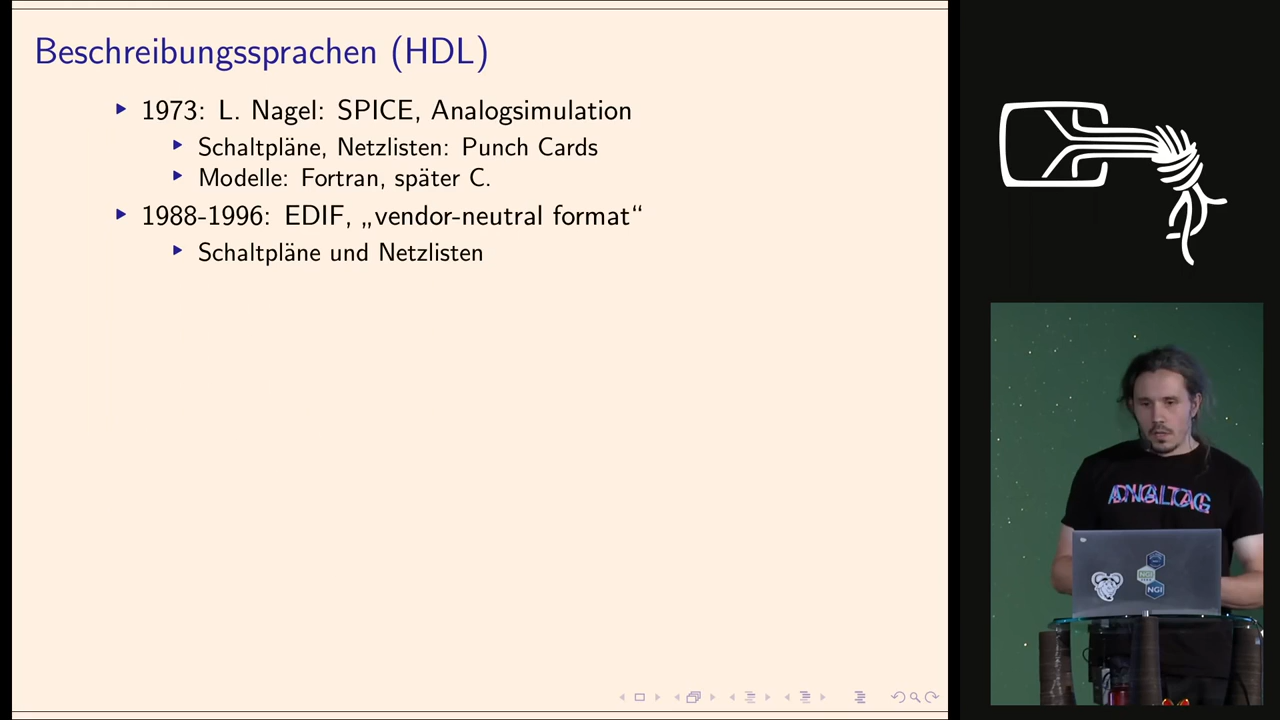 Beschreibungssprachen (HDL)
1973: L. Nagel: SPICE, Analogsimulation
Schaltpläne, Netzlisten: Punch Cards
Modelle: Fortran, später C.
1988-1996: EDIF, „vendor-neutral format“
Schaltpläne und Netzlisten
NGI